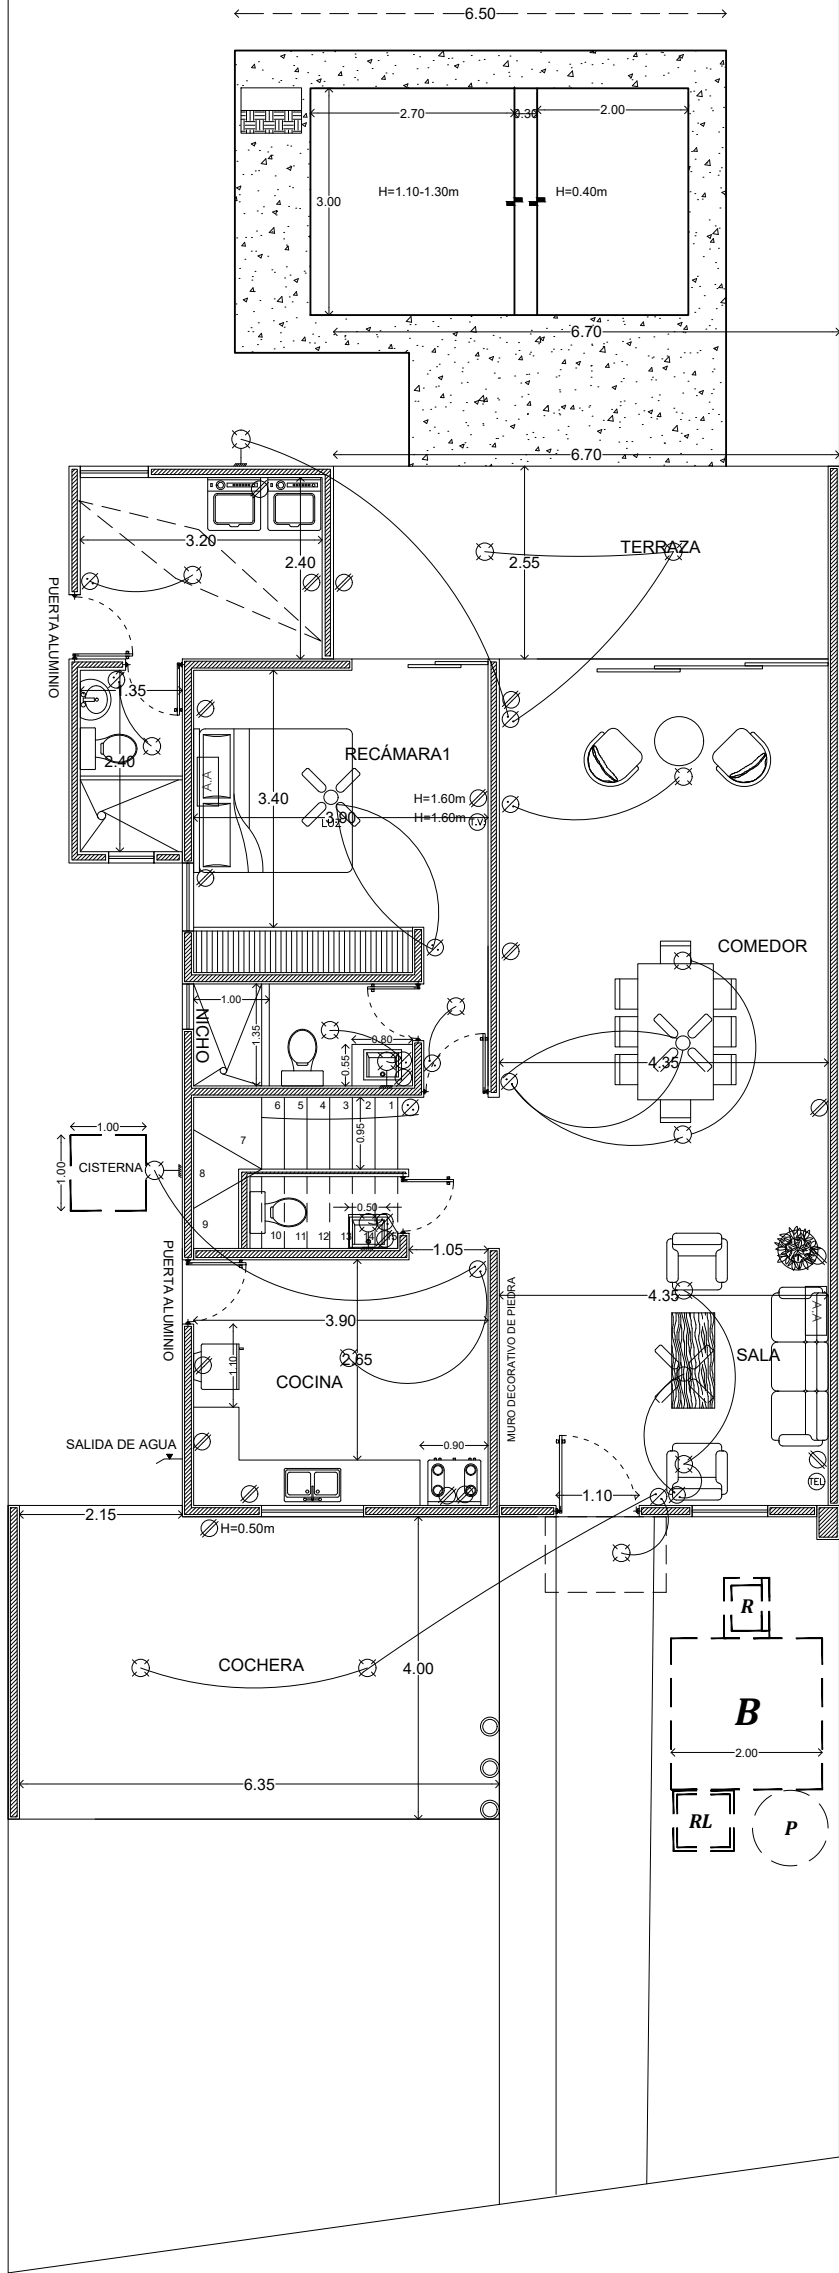 6.50
2.70
0.30
2.00
3.00
H=1.10-1.30m
H=0.40m
6.70
6.70
TERRAZA
3.20
2.40
2.55
PUERTA ALUMINIO
1.35
2.40
RECÁMARA1
A.A
3.40
H=1.60m
3.90
LUZ
H=1.60m
T.V.
COMEDOR
NICHO
1.00
1.35
0.80
0.55
4.35
6
5
4
3
2
1
0.95
7
8
9
1.00
1.00
CISTERNA
0.50
10
11
12
13
14
15
1.05
PUERTA ALUMINIO
MURO DECORATIVO DE PIEDRA
4.35
A.A
3.90
2.65
1.10
COCINA
SALA
SALIDA DE AGUA
0.90
TEL
1.10
2.15
H=0.50m
R
COCHERA
4.00
B
2.00
6.35
RL
P